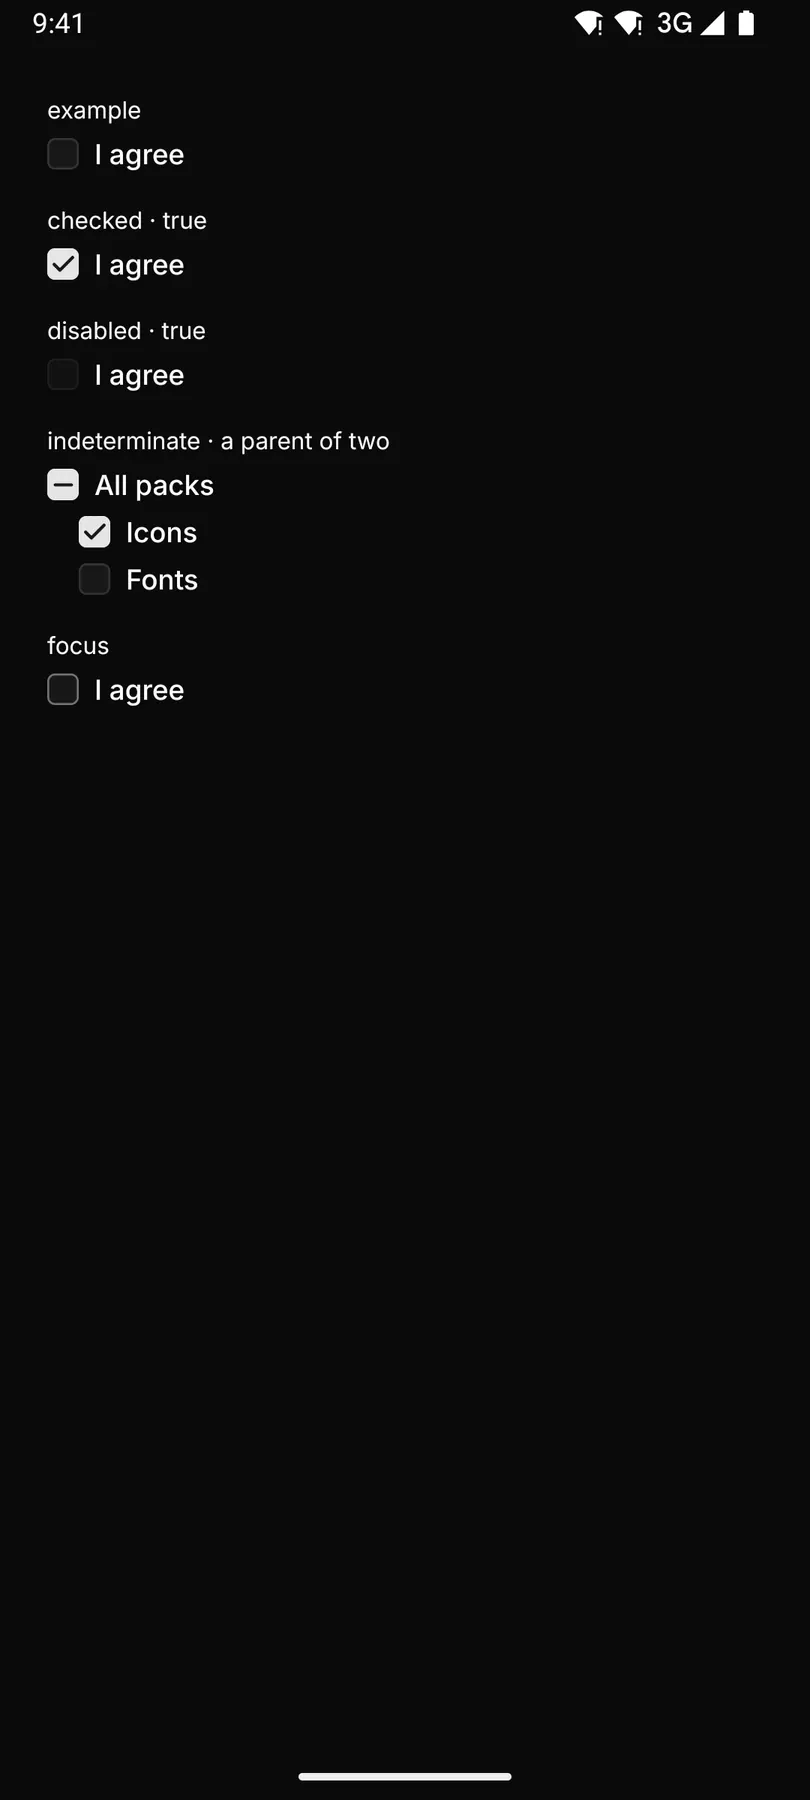 9:41 3G
example
I agree
checked · true
I agree
disabled · true
I agree
indeterminate · a parent of two
All packs
Icons
Fonts
focus
I agree